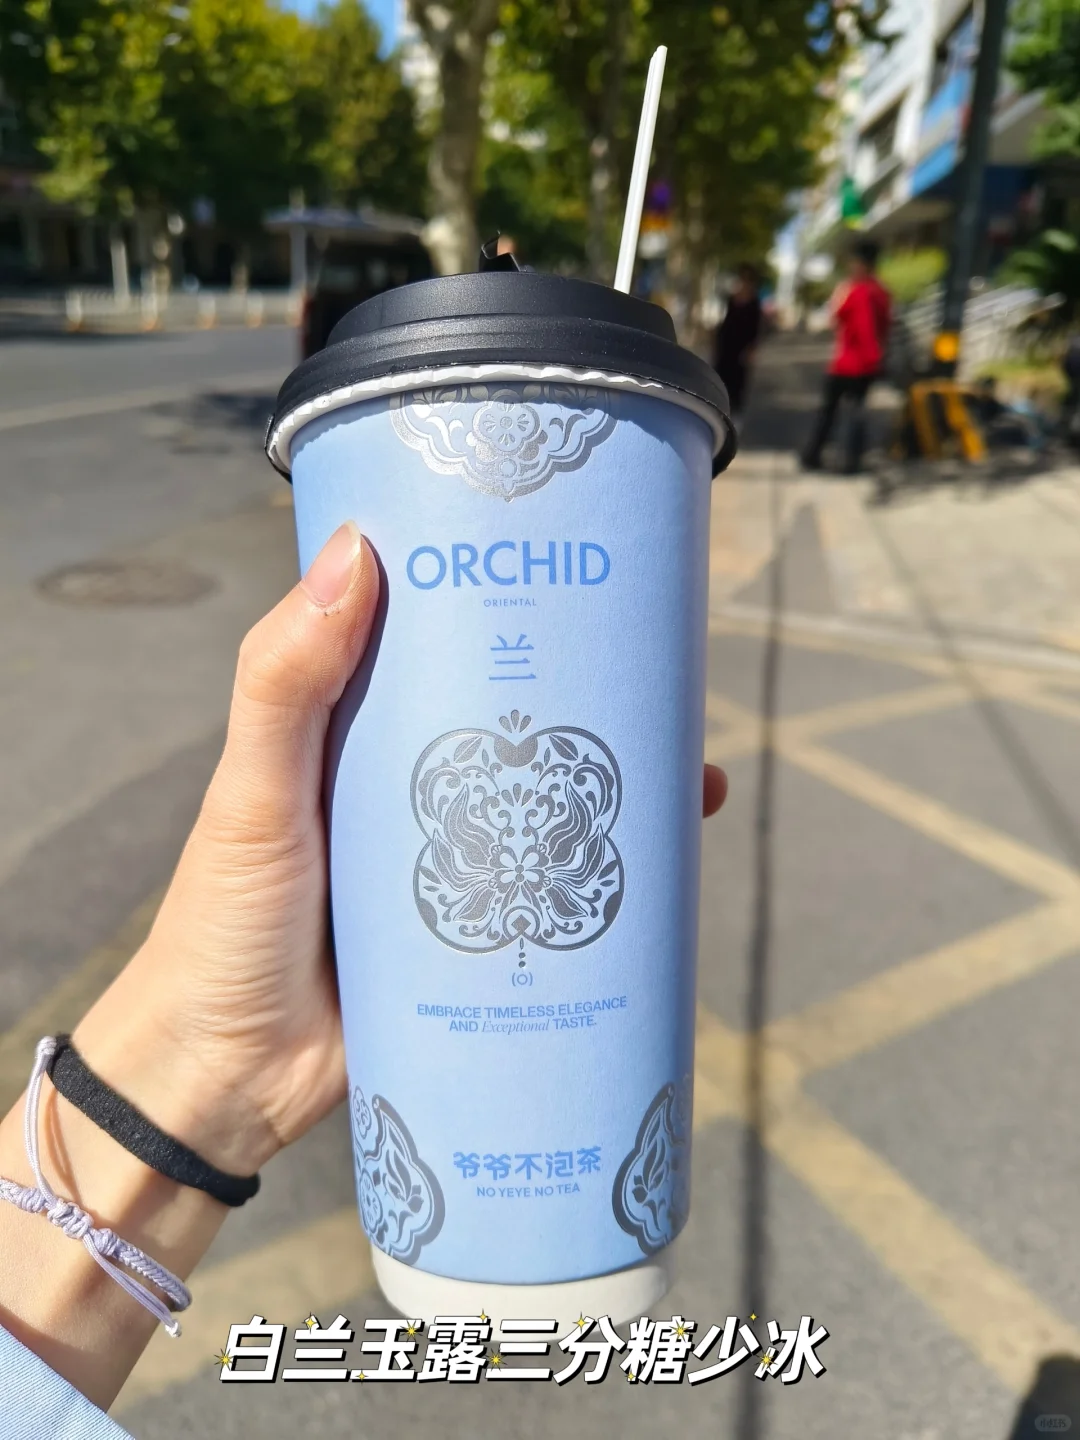 ORCHID
ORIENTAL
兰
EMBRACE TIMELESS ELEGANCE
AND Exceptional TASTE.
爷爷不泡茶
NO YEYE NO TEA
白兰玉露三分糖少冰